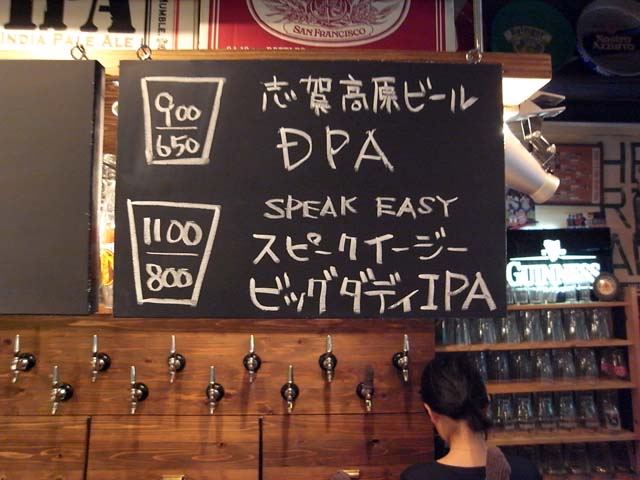 IPA
INDIA PALE ALE
SAN FRANCISCO
900
650
志賀高原ビール
DPA
1100
800
SPEAK EASY
スピークイージー
ビッグダディIPA
GUINNESS